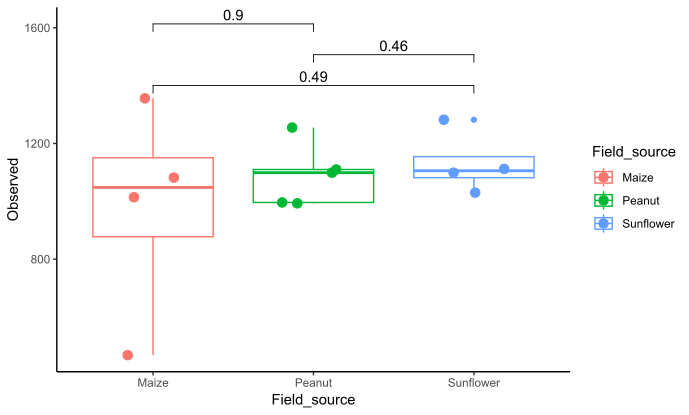 0.9
0.46
0.49
1600
1200
800
Observed
Maize
Peanut
Sunflower
Field_source
Field_source
Maize
Peanut
Sunflower